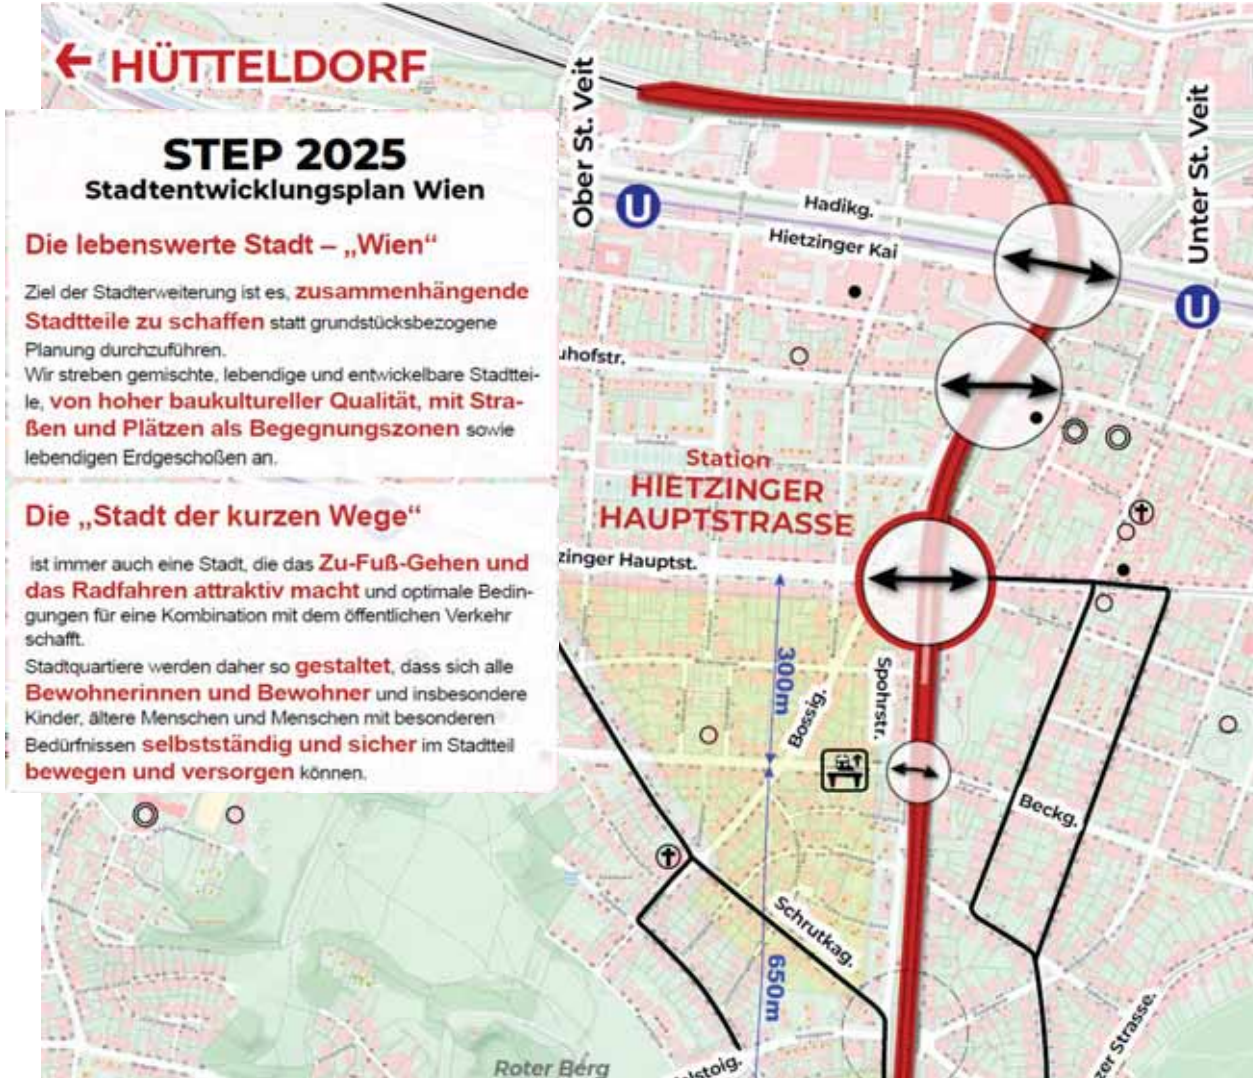 ← HÜTTELDORF
STEP 2025
Stadtentwicklungsplan Wien
Die lebenswerte Stadt – „Wien“
Ziel der Stadterweiterung ist es, zusammenhängende
Stadtteile zu schaffen statt grundstücksbezogene
Planung durchzuführen.
Wir streben gemischte, lebendige und entwickelbare Stadttei-
le, von hoher baukultureller Qualität, mit Stra-
ßen und Plätzen als Begegnungszonen sowie
lebendigen Erdgeschoßen an.
Die „Stadt der kurzen Wege“
ist immer auch eine Stadt, die das Zu-Fuß-Gehen und
das Radfahren attraktiv macht und optimale Bedin-
gungen für eine Kombination mit dem öffentlichen Verkehr
schafft.
Stadtquartiere werden daher so gestaltet, dass sich alle
Bewohnerinnen und Bewohner und insbesondere
Kinder, ältere Menschen und Menschen mit besonderen
Bedürfnissen selbstständig und sicher im Stadtteil
bewegen und versorgen können.
Ober St. Veit
U
Unter St. Veit
U
Hadikg.
Hietzinger Kai
uhofstr.
Station
HIETZINGER
HAUPTSTRASSE
zinger Hauptst.
300m
Bossig.
Spohrstr.
Beckg.
Schrutkag.
650m
Roter Berg
lstoig.
zer Strasse.